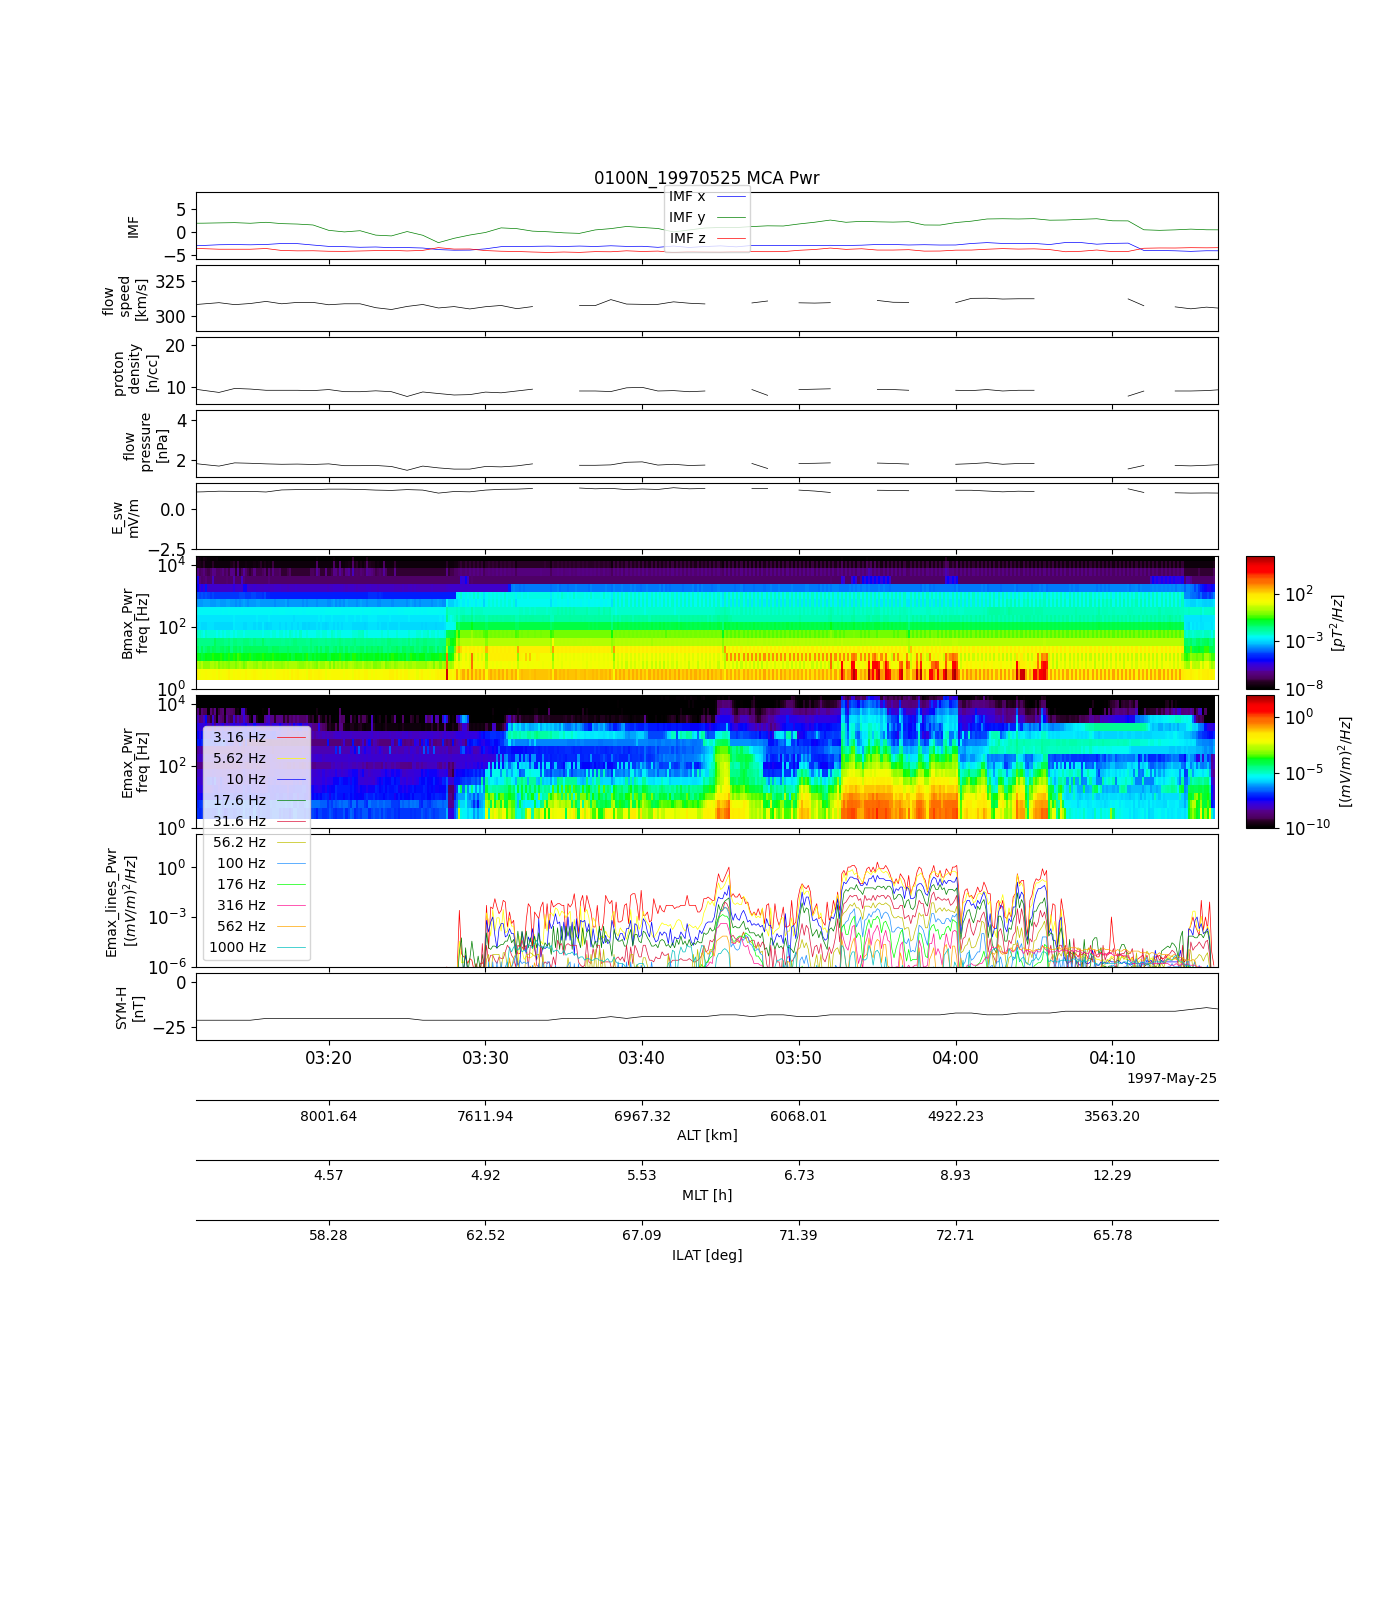 0100N_19970525 MCA Pwr
IMF x
IMF y
IMF z
5
0
−5
IMF
325
300
flow
speed
[km/s]
20
10
proton
density
[n/cc]
4
2
flow
pressure
[nPa]
0.0
−2.5
E_sw
mV/m
10^4
10^2
10^0
Bmax_Pwr
freq [Hz]
10^2
10^−3
10^−8
[pT^2/Hz]
10^4
10^2
10^0
Emax_Pwr
freq [Hz]
10^0
10^−5
10^−10
[(mV/m)^2/Hz]
3.16 Hz
5.62 Hz
10 Hz
17.6 Hz
31.6 Hz
56.2 Hz
100 Hz
176 Hz
316 Hz
562 Hz
1000 Hz
10^0
10^−3
10^−6
Emax_lines_Pwr
[(mV/m)^2/Hz]
0
−25
SYM-H
[nT]
03:20 03:30 03:40 03:50 04:00 04:10
1997-May-25
8001.64 7611.94 6967.32 6068.01 4922.23 3563.20
ALT [km]
4.57 4.92 5.53 6.73 8.93 12.29
MLT [h]
58.28 62.52 67.09 71.39 72.71 65.78
ILAT [deg]